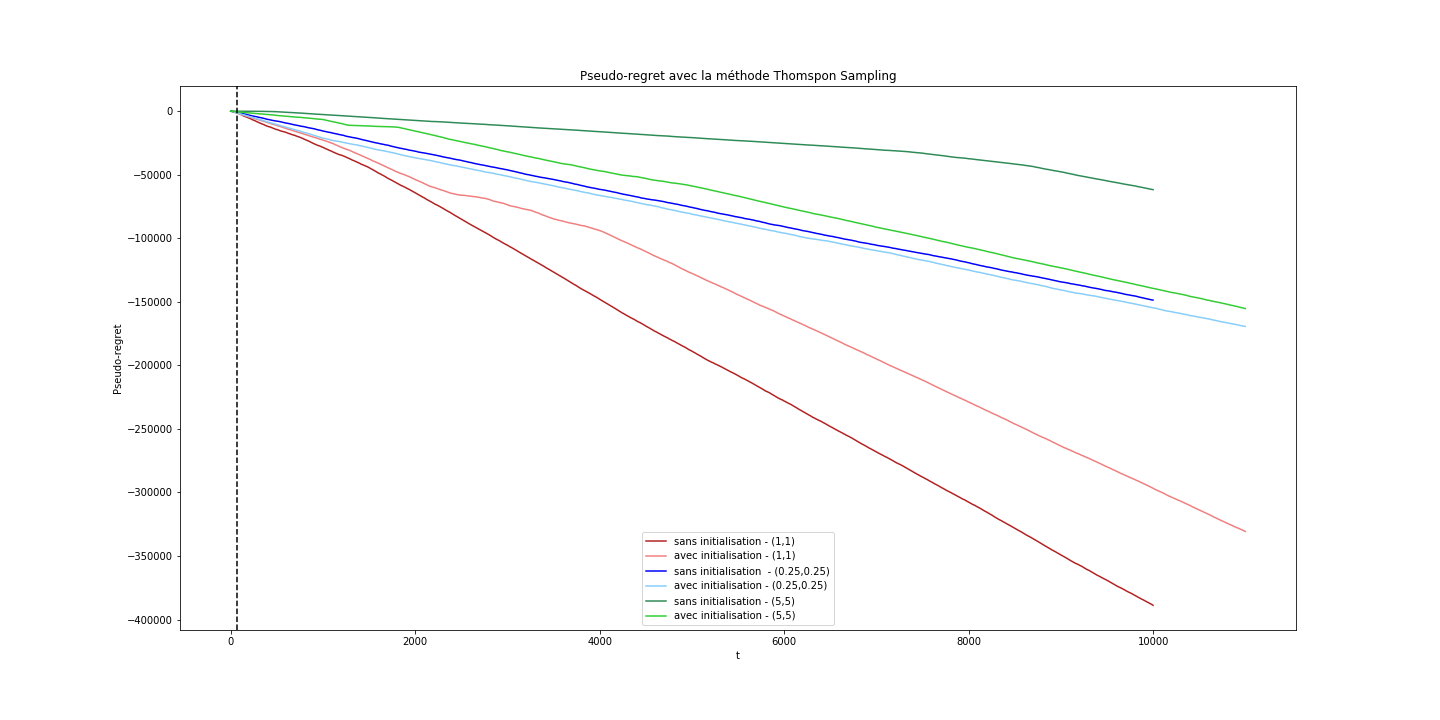 Pseudo-regret avec la méthode Thomspon Sampling
Pseudo-regret
0
−50000
−100000
−150000
−200000
−250000
−300000
−350000
−400000
sans initialisation - (1,1)
avec initialisation - (1,1)
sans initialisation  - (0.25,0.25)
avec initialisation - (0.25,0.25)
sans initialisation - (5,5)
avec initialisation - (5,5)
0 2000 4000 6000 8000 10000
t